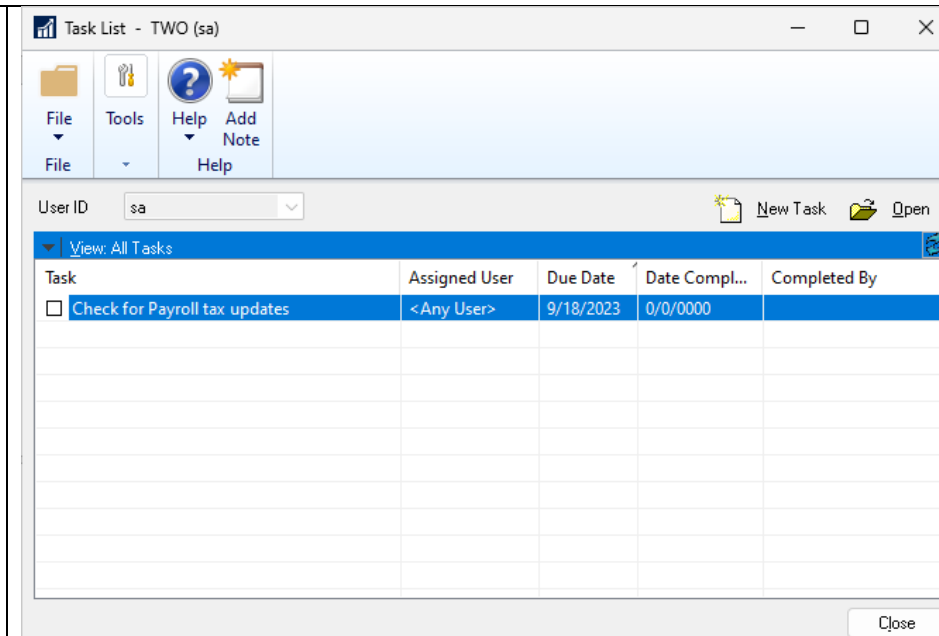 Task List - TWO (sa)
File
Tools
Help
Add
Note
File
Help
User ID
sa
New Task
Open
View: All Tasks
Task
Assigned User
Due Date
Date Compl...
Completed By
Check for Payroll tax updates
<Any User>
9/18/2023
0/0/0000
Close